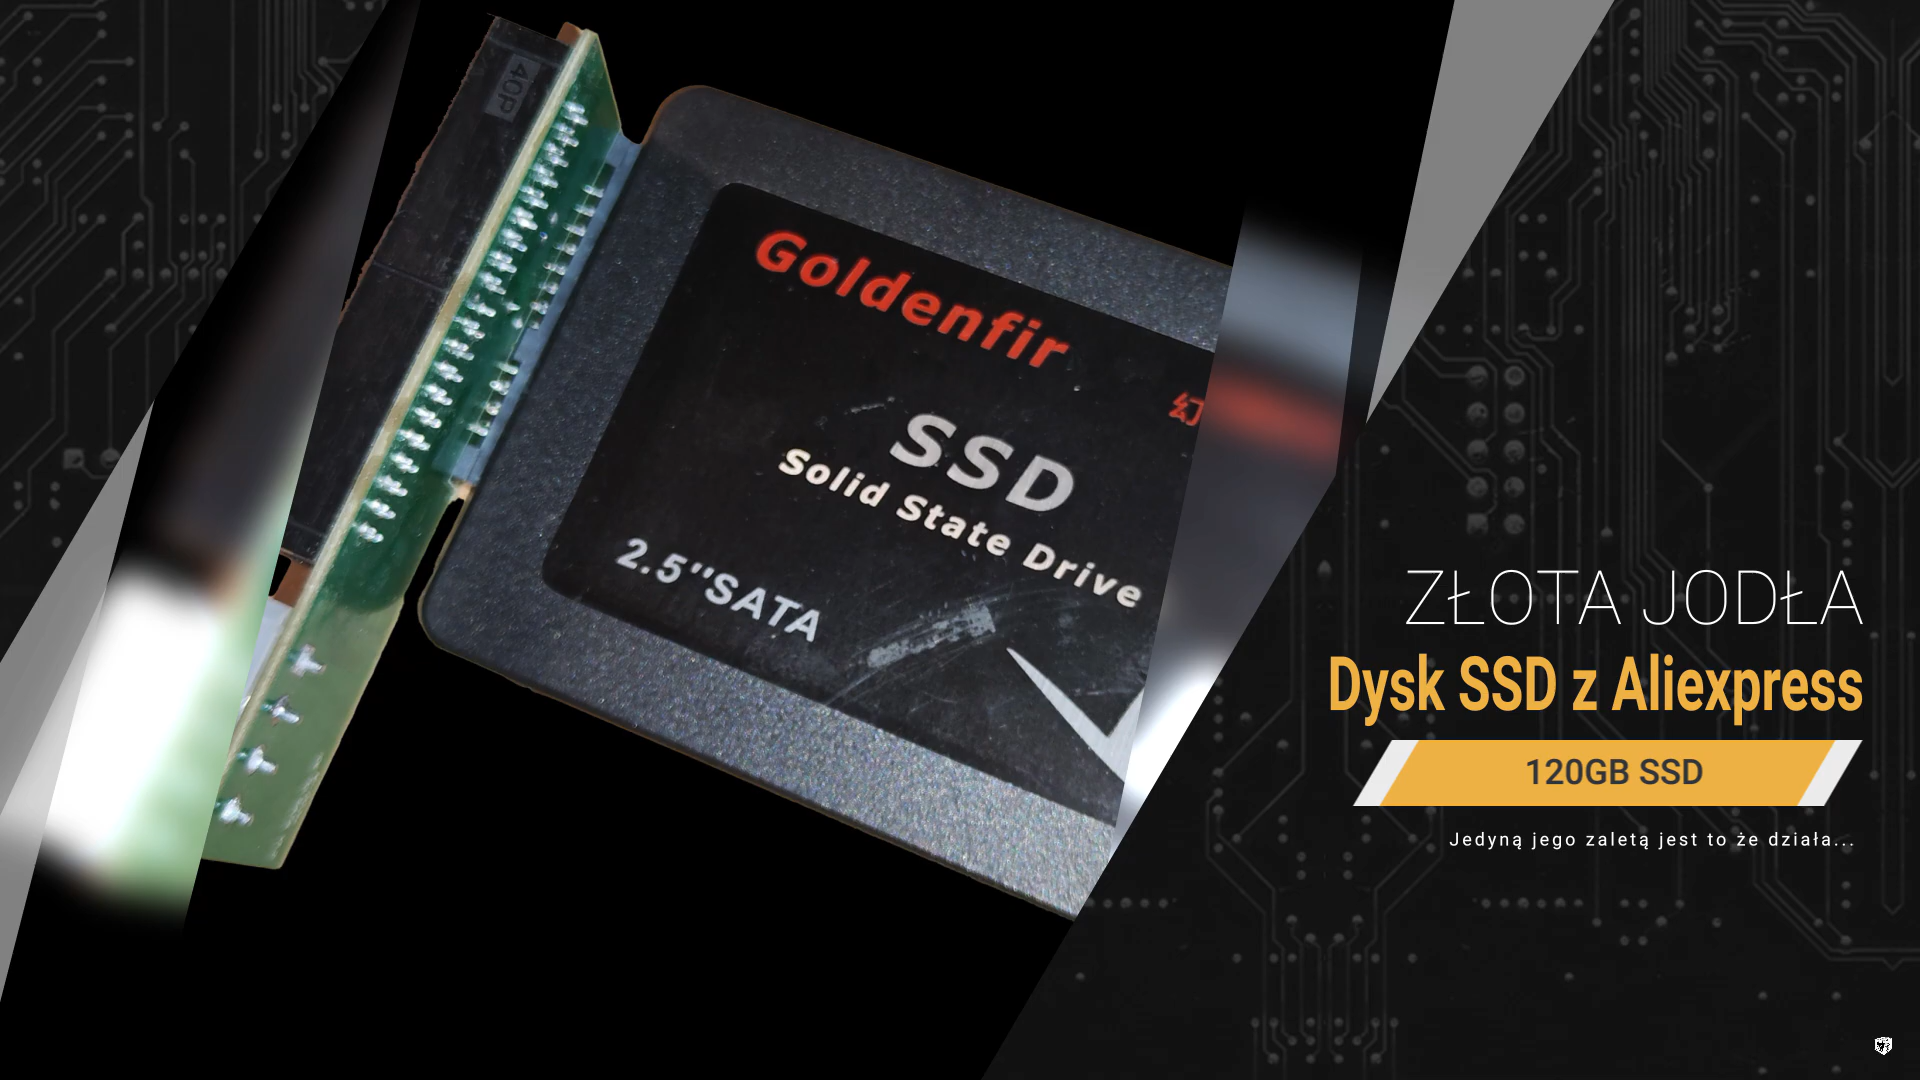 40P
Goldenfir
幻
SSD
Solid State Drive
2.5"SATA
ZŁOTA JODŁA
Dysk SSD z Aliexpress
120GB SSD
Jedyną jego zaletą jest to że działa...